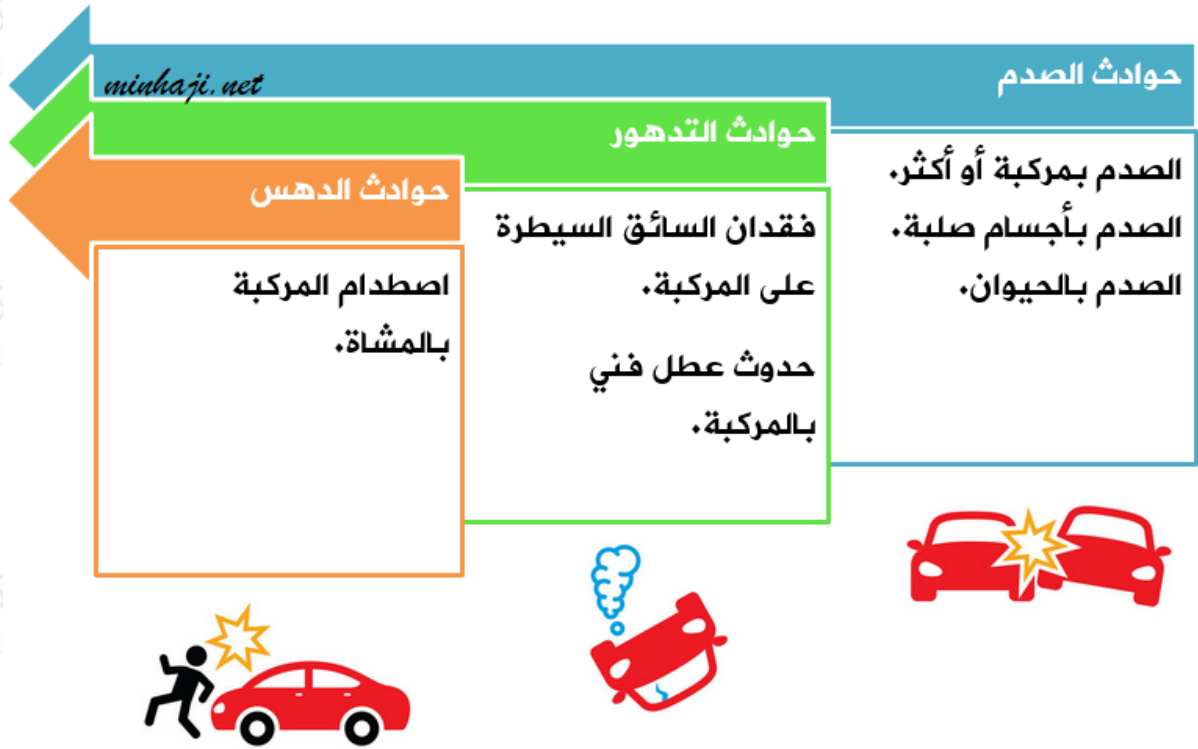 حوادث الصدم
الصدم بمركبة أو أكثر.
الصدم بأجسام صلبة.
الصدم بالحيوان.
حوادث التدهور
فقدان السائق السيطرة
على المركبة.
حدوث عطل فني
بالمركبة.
حوادث الدهس
اصطدام المركبة
بالمشاة.
minhaji.net